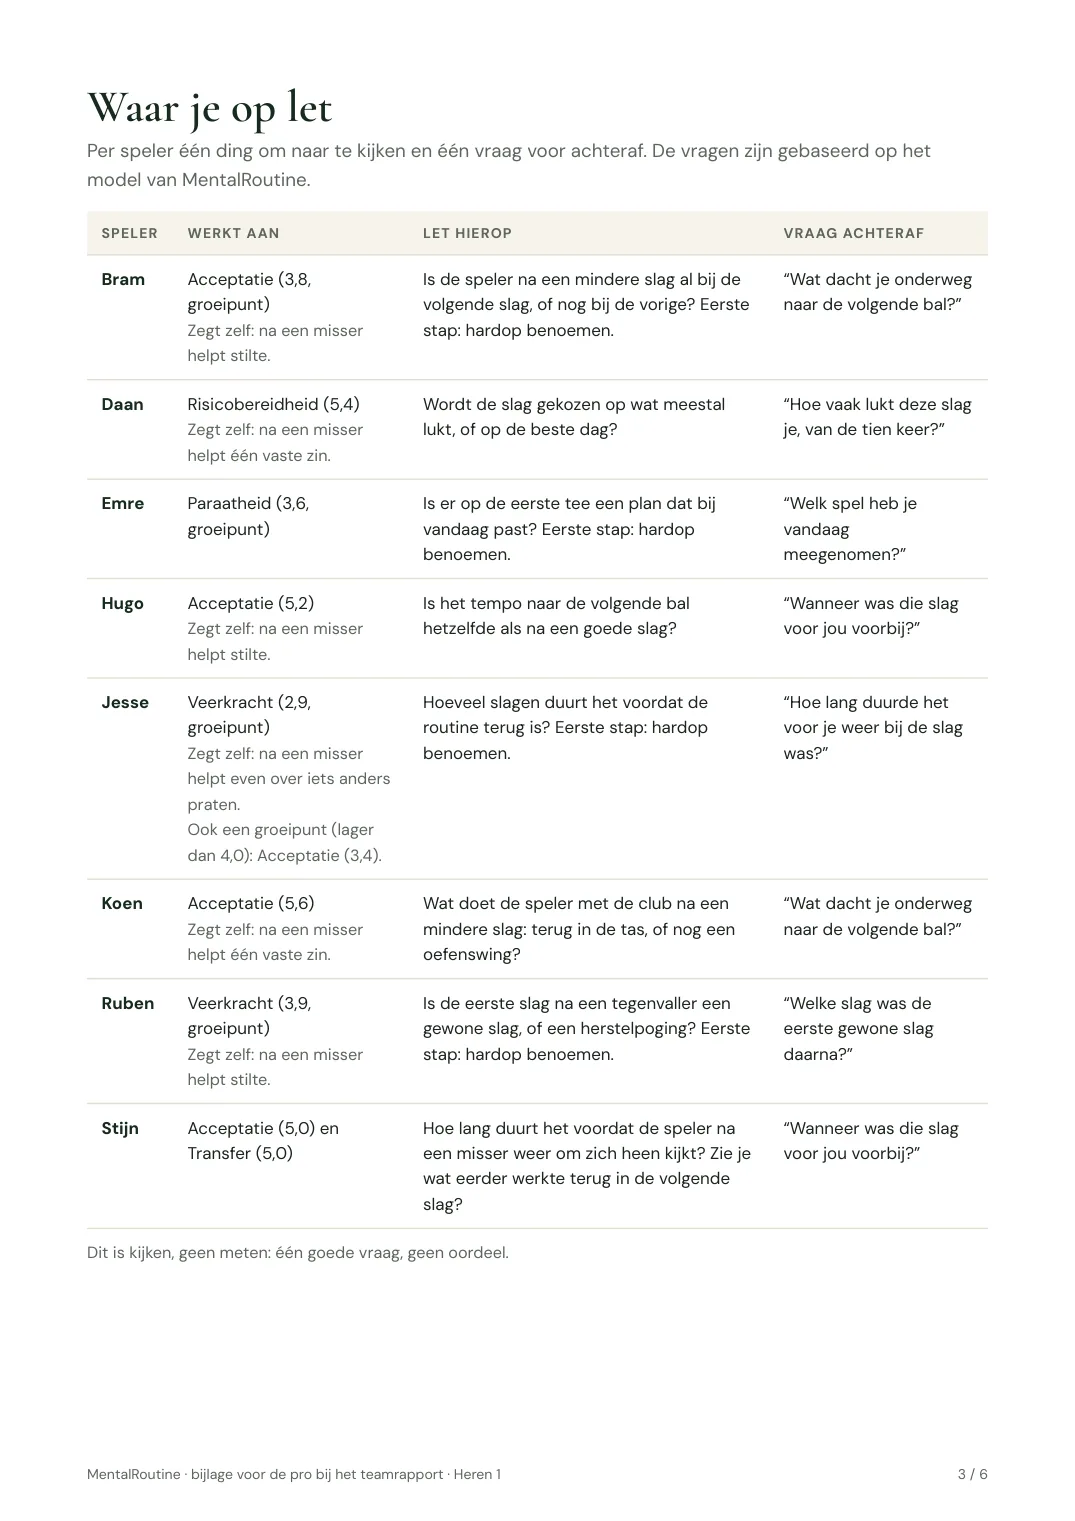 Waar je op let
Per speler één ding om naar te kijken en één vraag voor achteraf. De vragen zijn gebaseerd op het
model van MentalRoutine.
SPELER WERKT AAN LET HIEROP VRAAG ACHTERAF
Bram
Acceptatie (3,8,
groeipunt)
Zegt zelf: na een misser
helpt stilte.
Is de speler na een mindere slag al bij de
volgende slag, of nog bij de vorige? Eerste
stap: hardop benoemen.
“Wat dacht je onderweg
naar de volgende bal?”
Daan
Risicobereidheid (5,4)
Zegt zelf: na een misser
helpt één vaste zin.
Wordt de slag gekozen op wat meestal
lukt, of op de beste dag?
“Hoe vaak lukt deze slag
je, van de tien keer?”
Emre
Paraatheid (3,6,
groeipunt)
Is er op de eerste tee een plan dat bij
vandaag past? Eerste stap: hardop
benoemen.
“Welk spel heb je
vandaag
meegenomen?”
Hugo
Acceptatie (5,2)
Zegt zelf: na een misser
helpt stilte.
Is het tempo naar de volgende bal
hetzelfde als na een goede slag?
“Wanneer was die slag
voor jou voorbij?”
Jesse
Veerkracht (2,9,
groeipunt)
Zegt zelf: na een misser
helpt even over iets anders
praten.
Ook een groeipunt (lager
dan 4,0): Acceptatie (3,4).
Hoeveel slagen duurt het voordat de
routine terug is? Eerste stap: hardop
benoemen.
“Hoe lang duurde het
voor je weer bij de slag
was?”
Koen
Acceptatie (5,6)
Zegt zelf: na een misser
helpt één vaste zin.
Wat doet de speler met de club na een
mindere slag: terug in de tas, of nog een
oefenswing?
“Wat dacht je onderweg
naar de volgende bal?”
Ruben
Veerkracht (3,9,
groeipunt)
Zegt zelf: na een misser
helpt stilte.
Is de eerste slag na een tegenvaller een
gewone slag, of een herstelpoging? Eerste
stap: hardop benoemen.
“Welke slag was de
eerste gewone slag
daarna?”
Stijn
Acceptatie (5,0) en
Transfer (5,0)
Hoe lang duurt het voordat de speler na
een misser weer om zich heen kijkt? Zie je
wat eerder werkte terug in de volgende
slag?
“Wanneer was die slag
voor jou voorbij?”
Dit is kijken, geen meten: één goede vraag, geen oordeel.
MentalRoutine · bijlage voor de pro bij het teamrapport · Heren 1
3 / 6